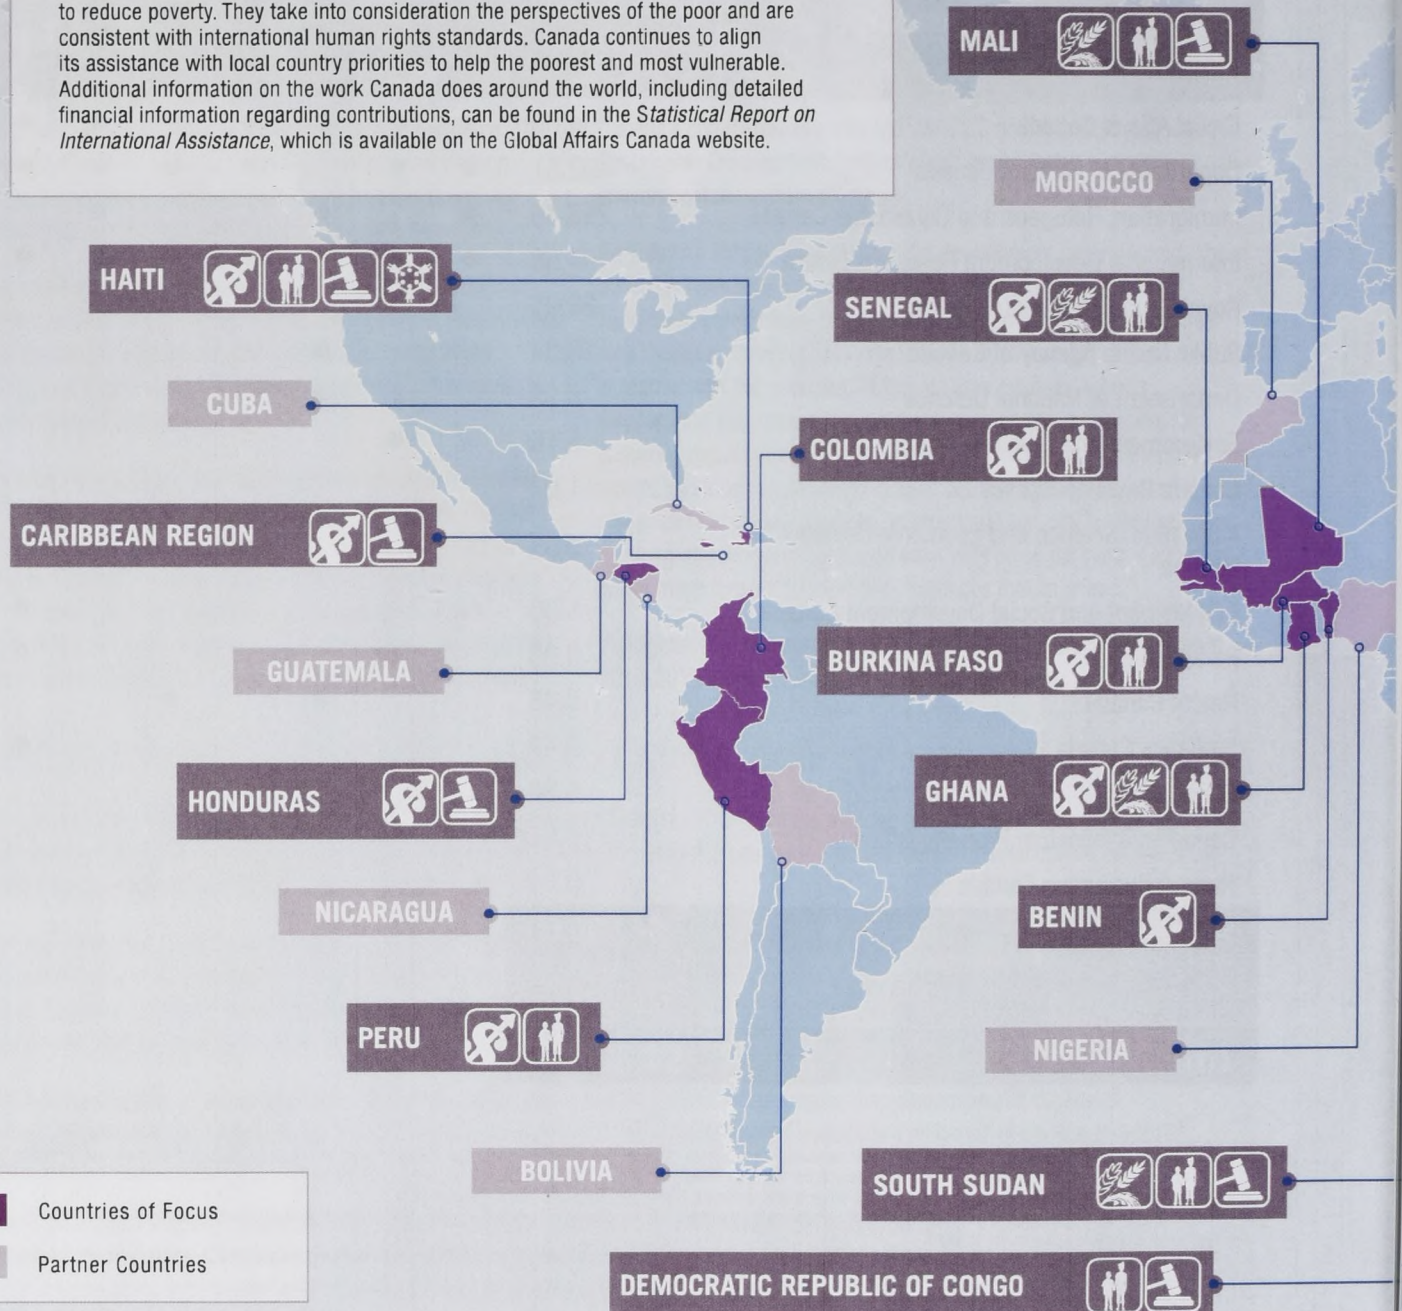 to reduce poverty. They take into consideration the perspectives of the poor and are
consistent with international human rights standards. Canada continues to align
its assistance with local country priorities to help the poorest and most vulnerable.
Additional information on the work Canada does around the world, including detailed
financial information regarding contributions, can be found in the Statistical Report on
International Assistance, which is available on the Global Affairs Canada website.
MALI
MOROCCO
HAITI
SENEGAL
CUBA
COLOMBIA
CARIBBEAN REGION
GUATEMALA
BURKINA FASO
HONDURAS
GHANA
NICARAGUA
BENIN
PERU
NIGERIA
BOLIVIA
SOUTH SUDAN
Countries of Focus
Partner Countries
DEMOCRATIC REPUBLIC OF CONGO